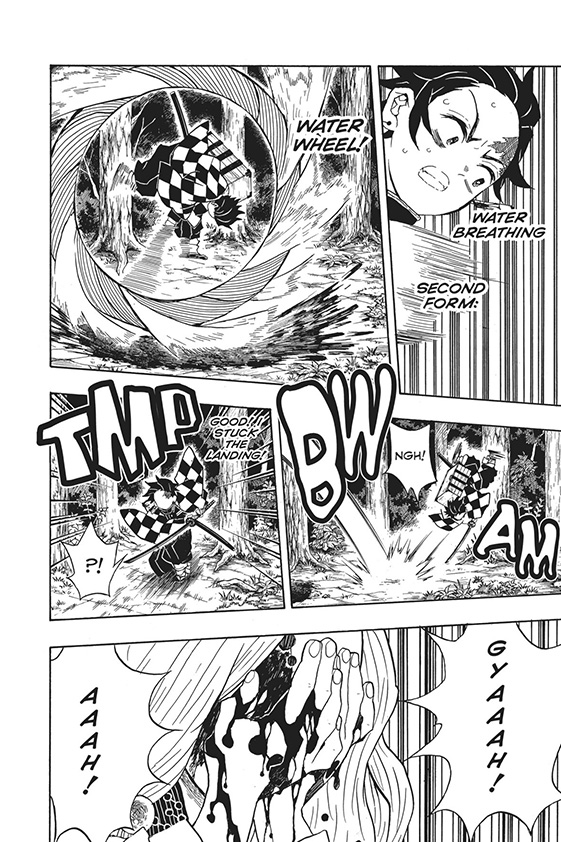 WATER
BREATHING
SECOND
FORM:
WATER
WHEEL!
NGH!
BW
AM
GOOD! I
STUCK
THE
LANDING!
TMP
?!
GYAAAH!
AAAH!